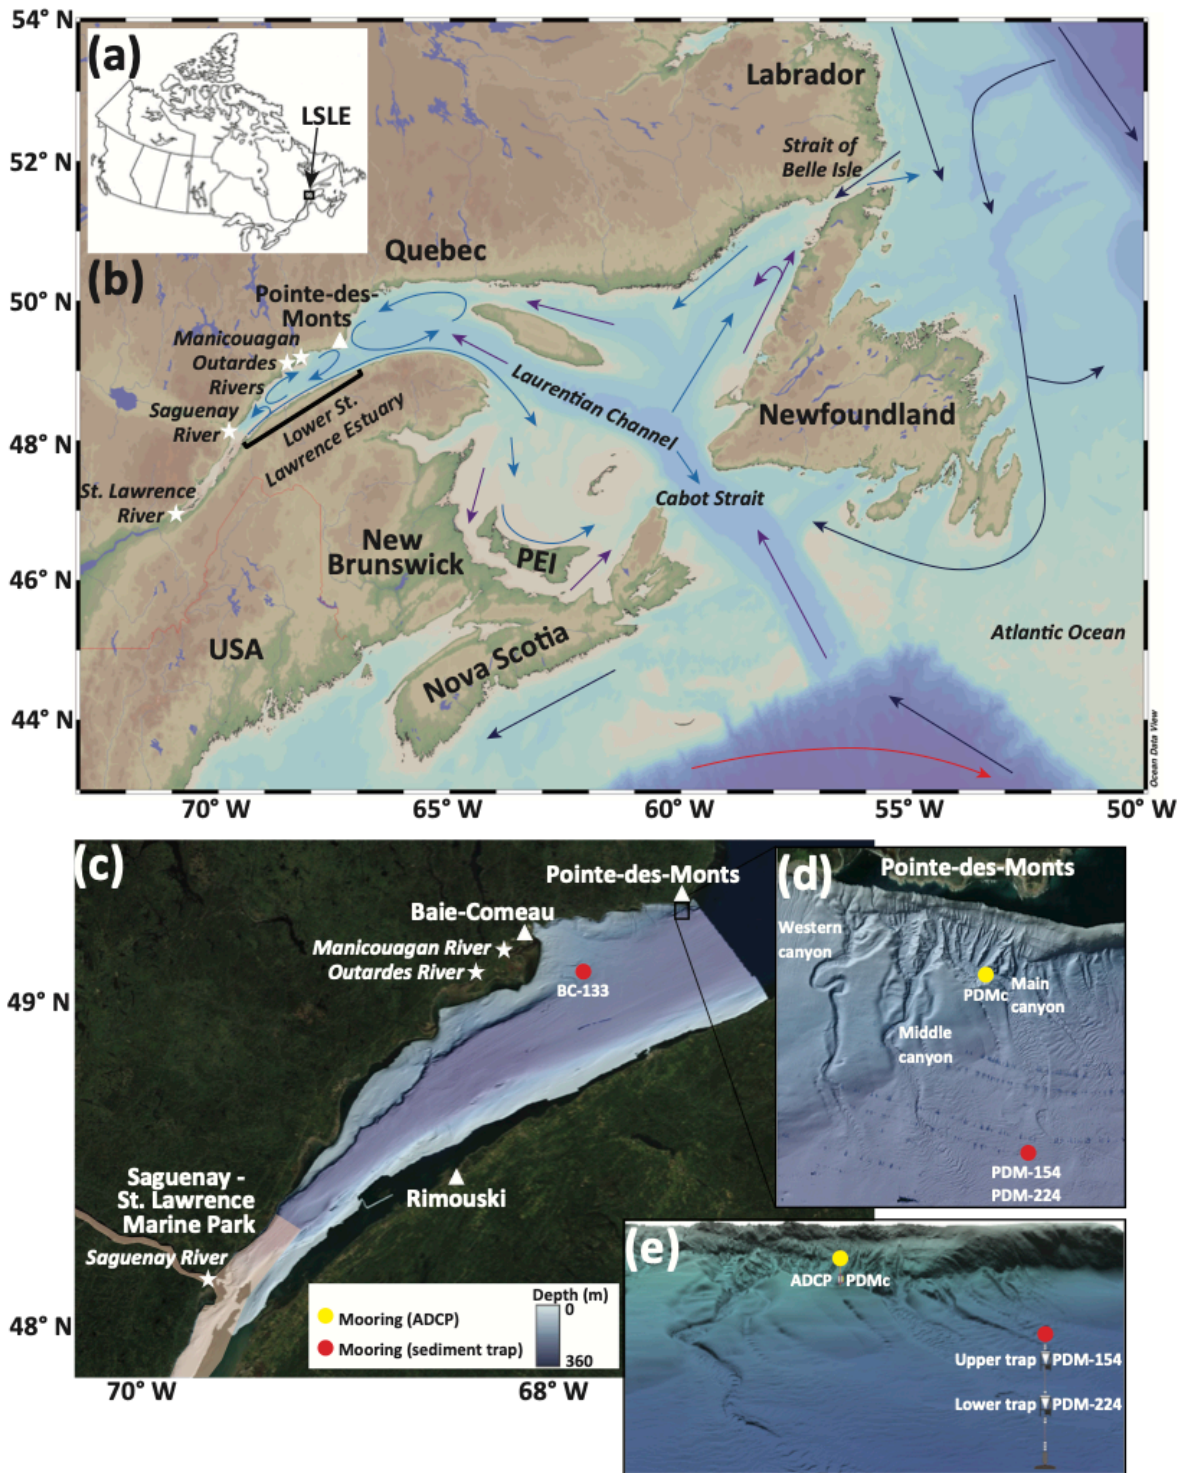 54° N
(a)
LSLE
Labrador
52° N
Strait of
Belle Isle
Quebec
(b)
50° N
Pointe-des-
Monts
Manicouagan
Outardes
Rivers
Saguenay
River
Lower St.
Lawrence Estuary
Laurentian Channel
Newfoundland
48° N
St. Lawrence
River
Cabot Strait
New
Brunswick
PEI
46° N
USA
Nova Scotia
Atlantic Ocean
44° N
Ocean Data View
70° W
65° W
60° W
55° W
50° W
(c)
Pointe-des-Monts
Baie-Comeau
Manicouagan River
Outardes River
BC-133
49° N
Saguenay -
St. Lawrence
Marine Park
Rimouski
Saguenay River
48° N
Depth (m)
0
360
Mooring (ADCP)
Mooring (sediment trap)
70° W
68° W
(d)
Pointe-des-Monts
Western
canyon
PDMc
Main
canyon
Middle
canyon
PDM-154
PDM-224
(e)
ADCP PDMc
Upper trap PDM-154
Lower trap PDM-224